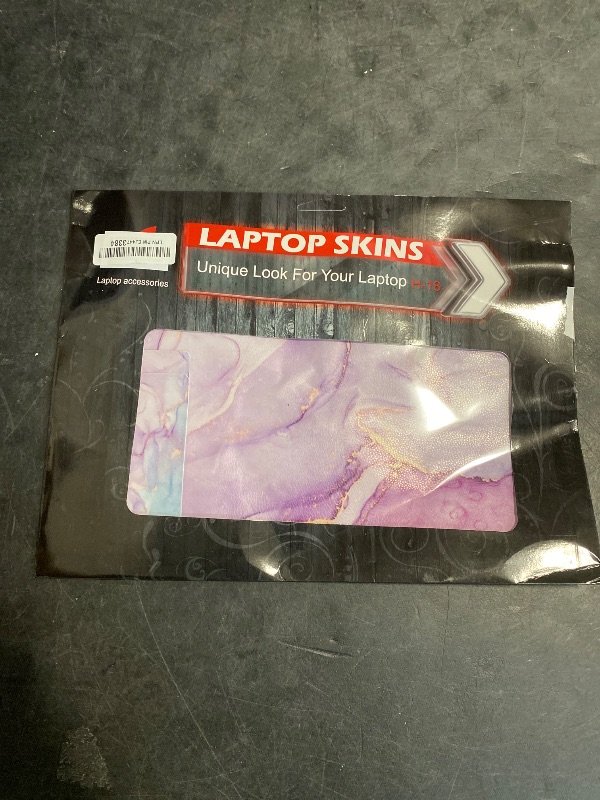 LAPTOP SKINS
Unique Look For Your Laptop
Laptop accessories